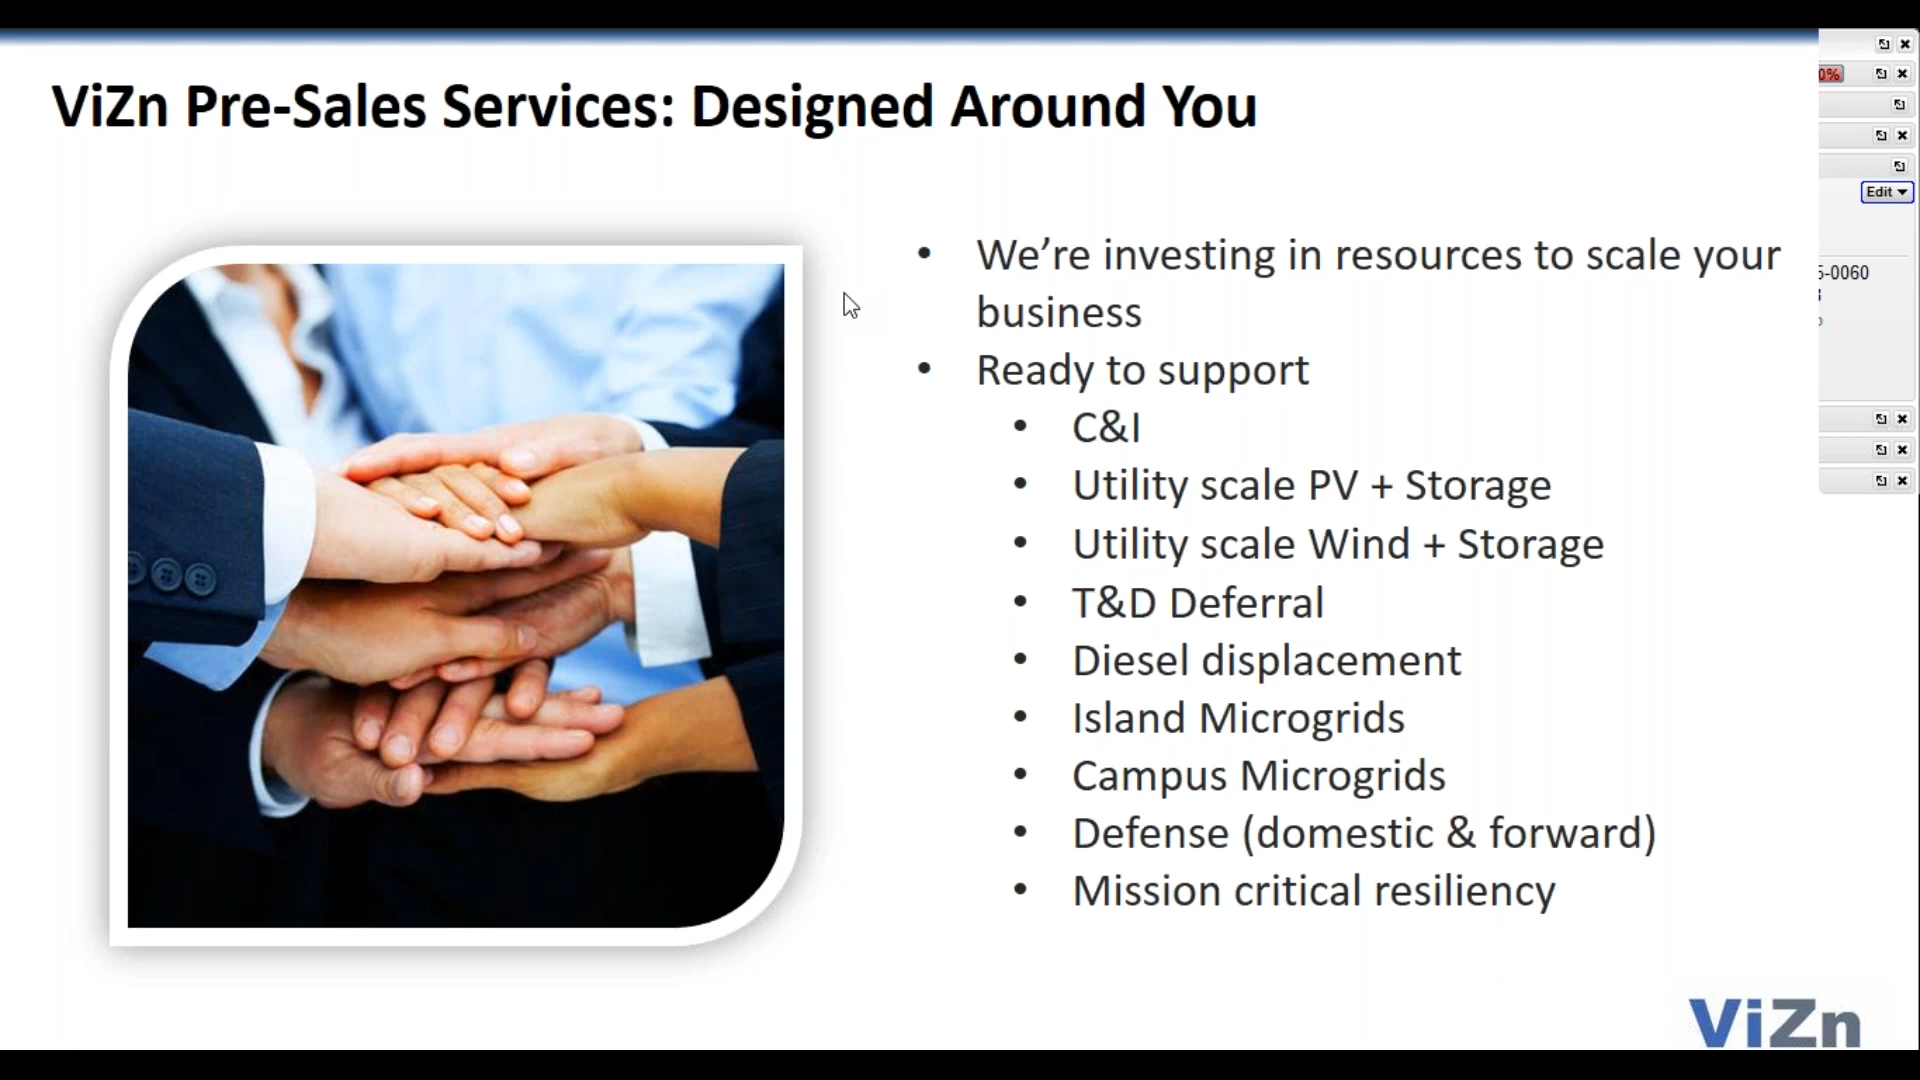 ViZn Pre-Sales Services: Designed Around You
0%
Edit
5-0060
• We’re investing in resources to scale your
business
• Ready to support
• C&I
• Utility scale PV + Storage
• Utility scale Wind + Storage
• T&D Deferral
• Diesel displacement
• Island Microgrids
• Campus Microgrids
• Defense (domestic & forward)
• Mission critical resiliency
ViZn